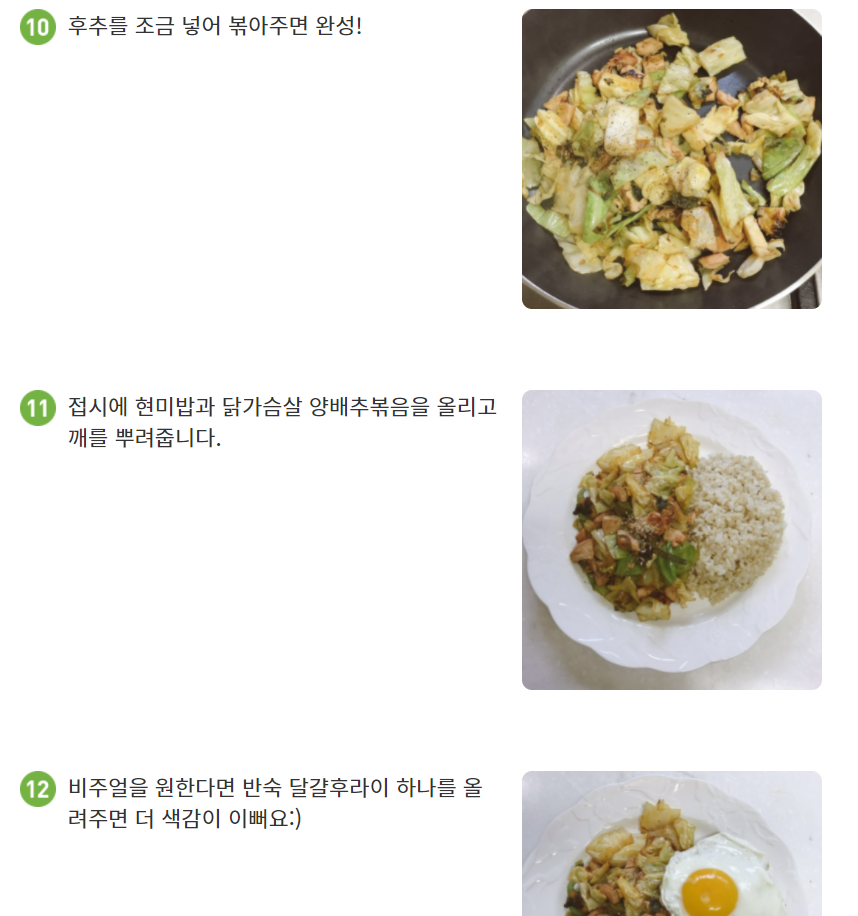 10 후추를 조금 넣어 볶아주면 완성!
11 접시에 현미밥과 닭가슴살 양배추볶음을 올리고
깨를 뿌려줍니다.
12 비주얼을 원한다면 반숙 달걀후라이 하나를 올
려주면 더 색감이 이뻐요:)